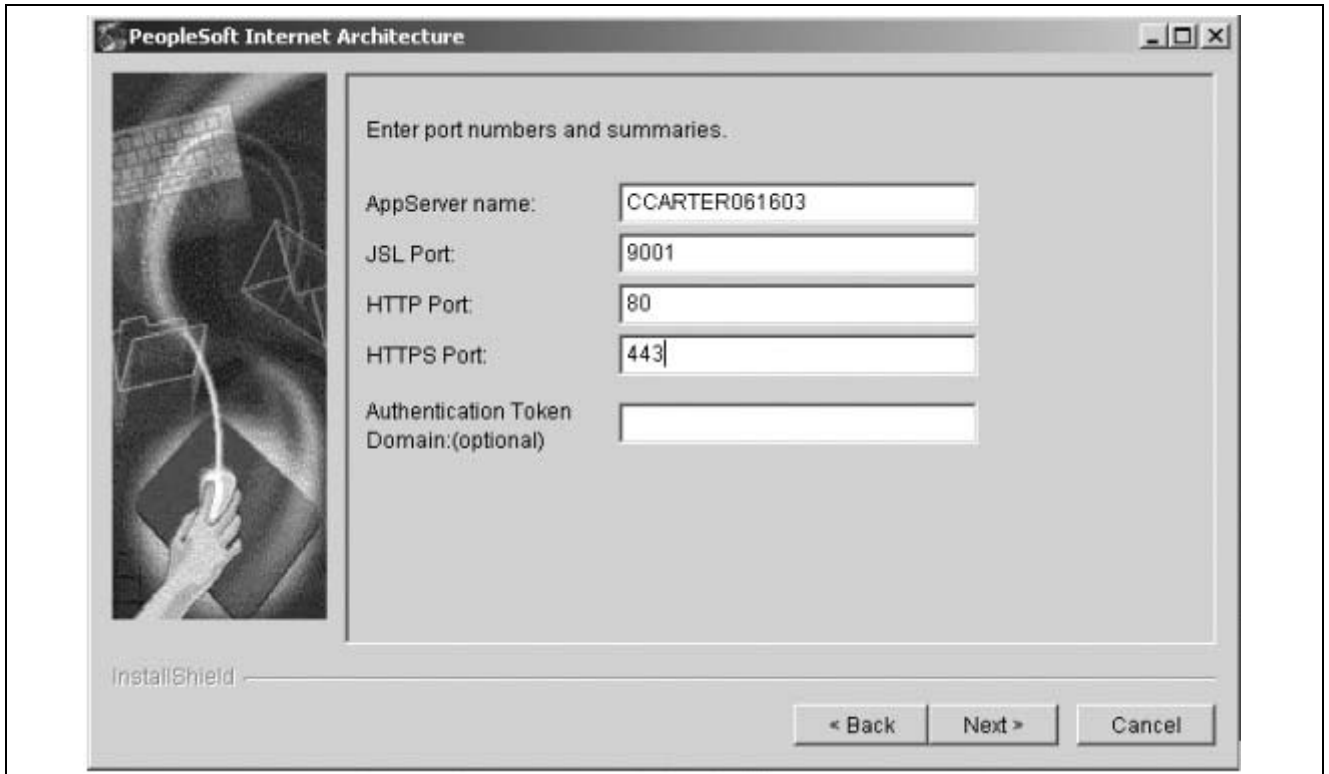 PeopleSoft Internet Architecture
Enter port numbers and summaries.
AppServer name: CCARTER061603
JSL Port: 9001
HTTP Port: 80
HTTPS Port: 443
Authentication Token
Domain:(optional)
InstallShield
< Back Next > Cancel